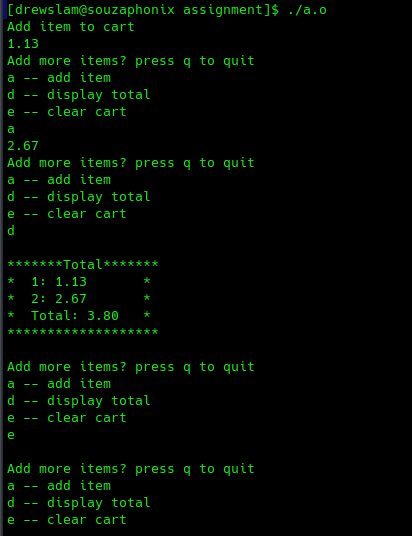 [drewslam@souzaphonix assignment]$ ./a.o
Add item to cart
1.13
Add more items? press q to quit
a -- add item
d -- display total
e -- clear cart
a
2.67
Add more items? press q to quit
a -- add item
d -- display total
e -- clear cart
d
*******Total*******
*  1: 1.13       *
*  2: 2.67       *
*  Total: 3.80   *
*******************
Add more items? press q to quit
a -- add item
d -- display total
e -- clear cart
e
Add more items? press q to quit
a -- add item
d -- display total
e -- clear cart